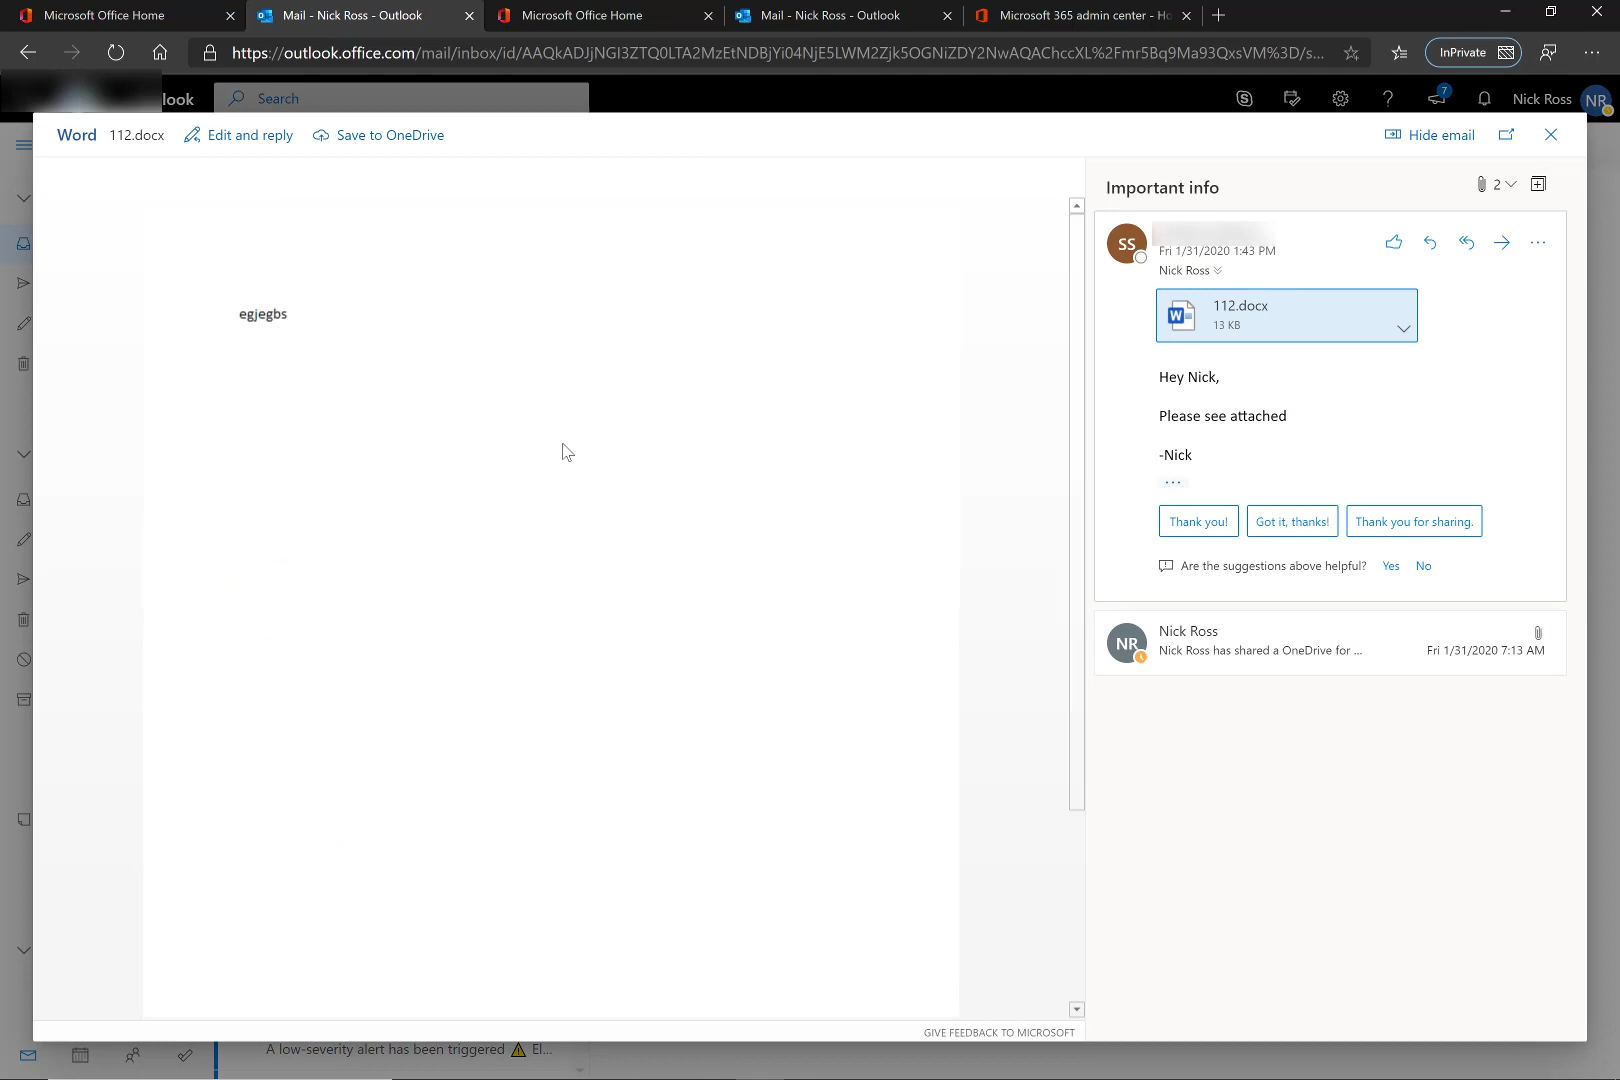 Microsoft Office Home
Mail - Nick Ross - Outlook
Microsoft Office Home
Mail - Nick Ross - Outlook
Microsoft 365 admin center - Ho
https://outlook.office.com/mail/inbox/id/AAQkADJjNGI3ZTQ0LTA2MzEtNDBjYi04NjE5LWM2Zjk5OGNiZDY2NwAQAChccXL%2Fmr5Bq9Ma93QxsVM%3D/s...
InPrivate
look
Search
7
Nick Ross
NR
Word
112.docx
Edit and reply
Save to OneDrive
Hide email
egjegbs
Important info
2
SS
Fri 1/31/2020 1:43 PM
Nick Ross
112.docx
13 KB
Hey Nick,
Please see attached
-Nick
...
Thank you!
Got it, thanks!
Thank you for sharing.
Are the suggestions above helpful?
Yes
No
NR
Nick Ross
Nick Ross has shared a OneDrive for ...
Fri 1/31/2020 7:13 AM
GIVE FEEDBACK TO MICROSOFT
A low-severity alert has been triggered ⚠ El...